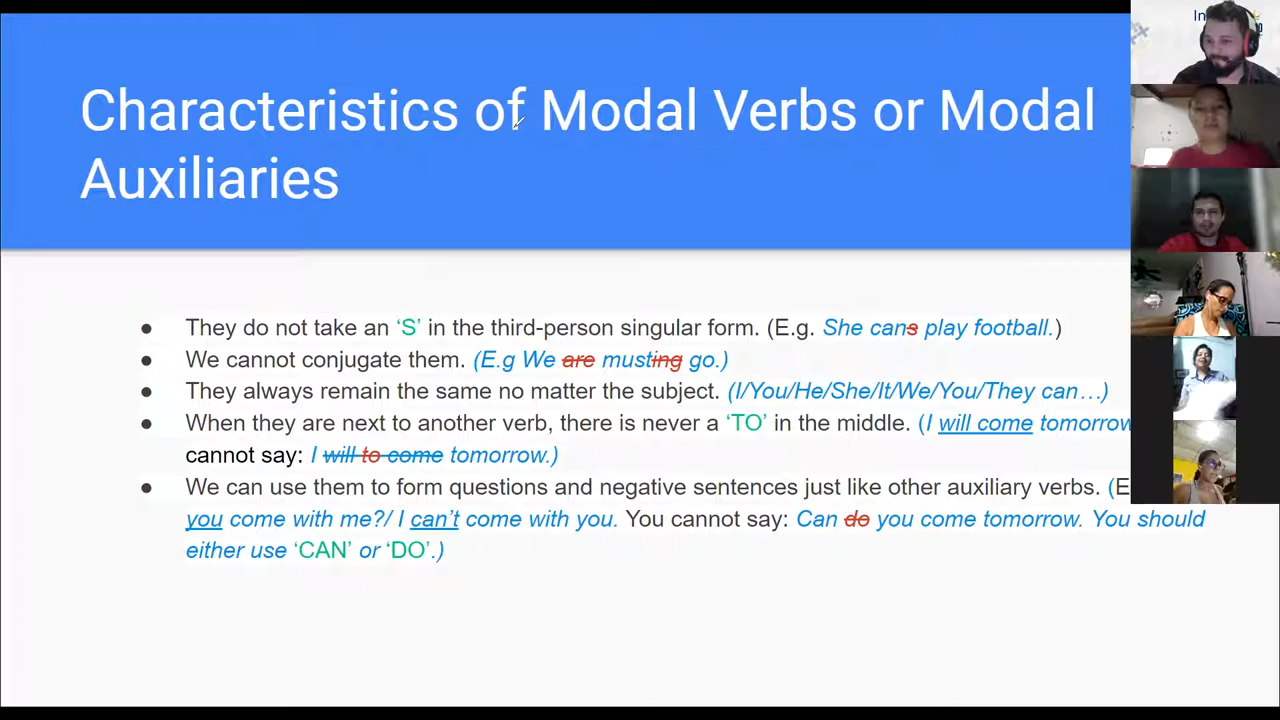 Characteristics of Modal Verbs or Modal
Auxiliaries
● They do not take an ‘S’ in the third-person singular form. (E.g. She cans play football.)
● We cannot conjugate them. (E.g We are musting go.)
● They always remain the same no matter the subject. (I/You/He/She/It/We/You/They can…)
● When they are next to another verb, there is never a ‘TO’ in the middle. (I will come tomorrow
cannot say: I will to come tomorrow.)
● We can use them to form questions and negative sentences just like other auxiliary verbs. (E
you come with me?/ I can’t come with you. You cannot say: Can do you come tomorrow. You should
either use ‘CAN’ or ‘DO’.)